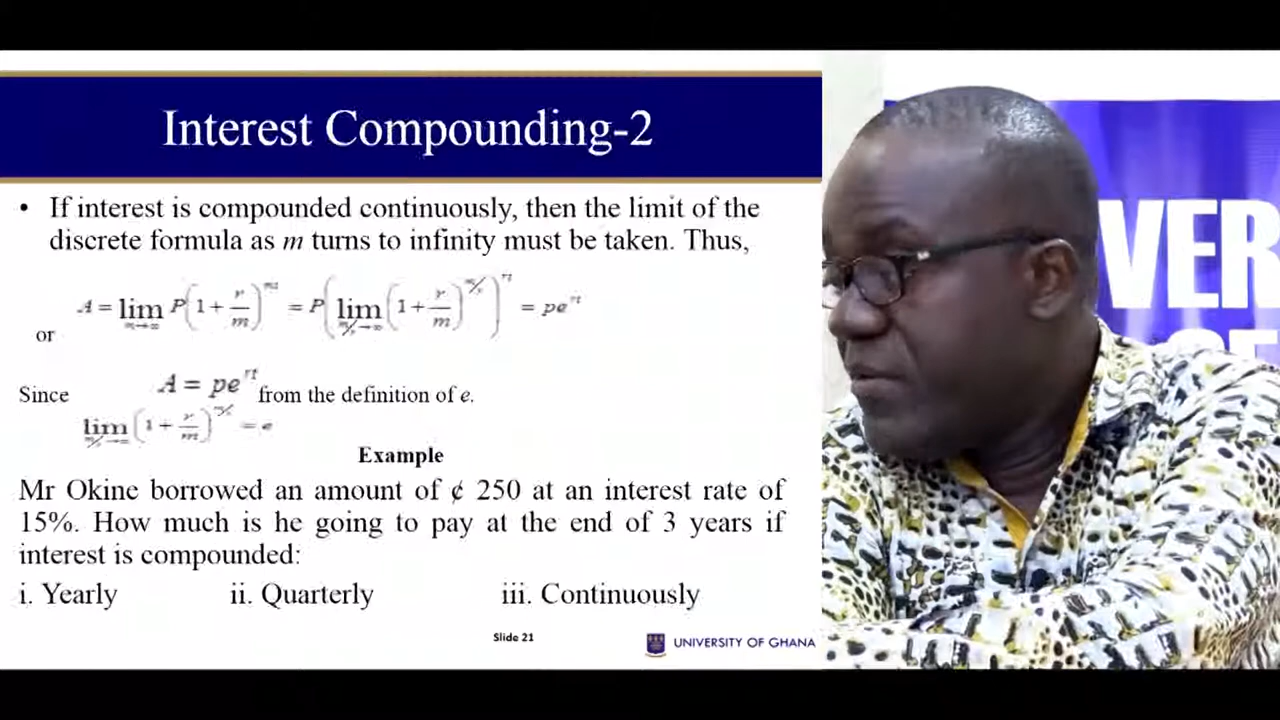 Interest Compounding-2
• If interest is compounded continuously, then the limit of the
discrete formula as m turns to infinity must be taken. Thus,
A = lim m→∞ P(1 + r/m)^mt = P(lim m/r→∞ (1 + r/m)^m/r)^rt = pe^rt
or
A = pe^rt
Since from the definition of e.
lim m/r→∞ (1 + r/m)^m/r = e
Example
Mr Okine borrowed an amount of ¢ 250 at an interest rate of
15%. How much is he going to pay at the end of 3 years if
interest is compounded:
i. Yearly ii. Quarterly iii. Continuously
Slide 21
UNIVERSITY OF GHANA
VER